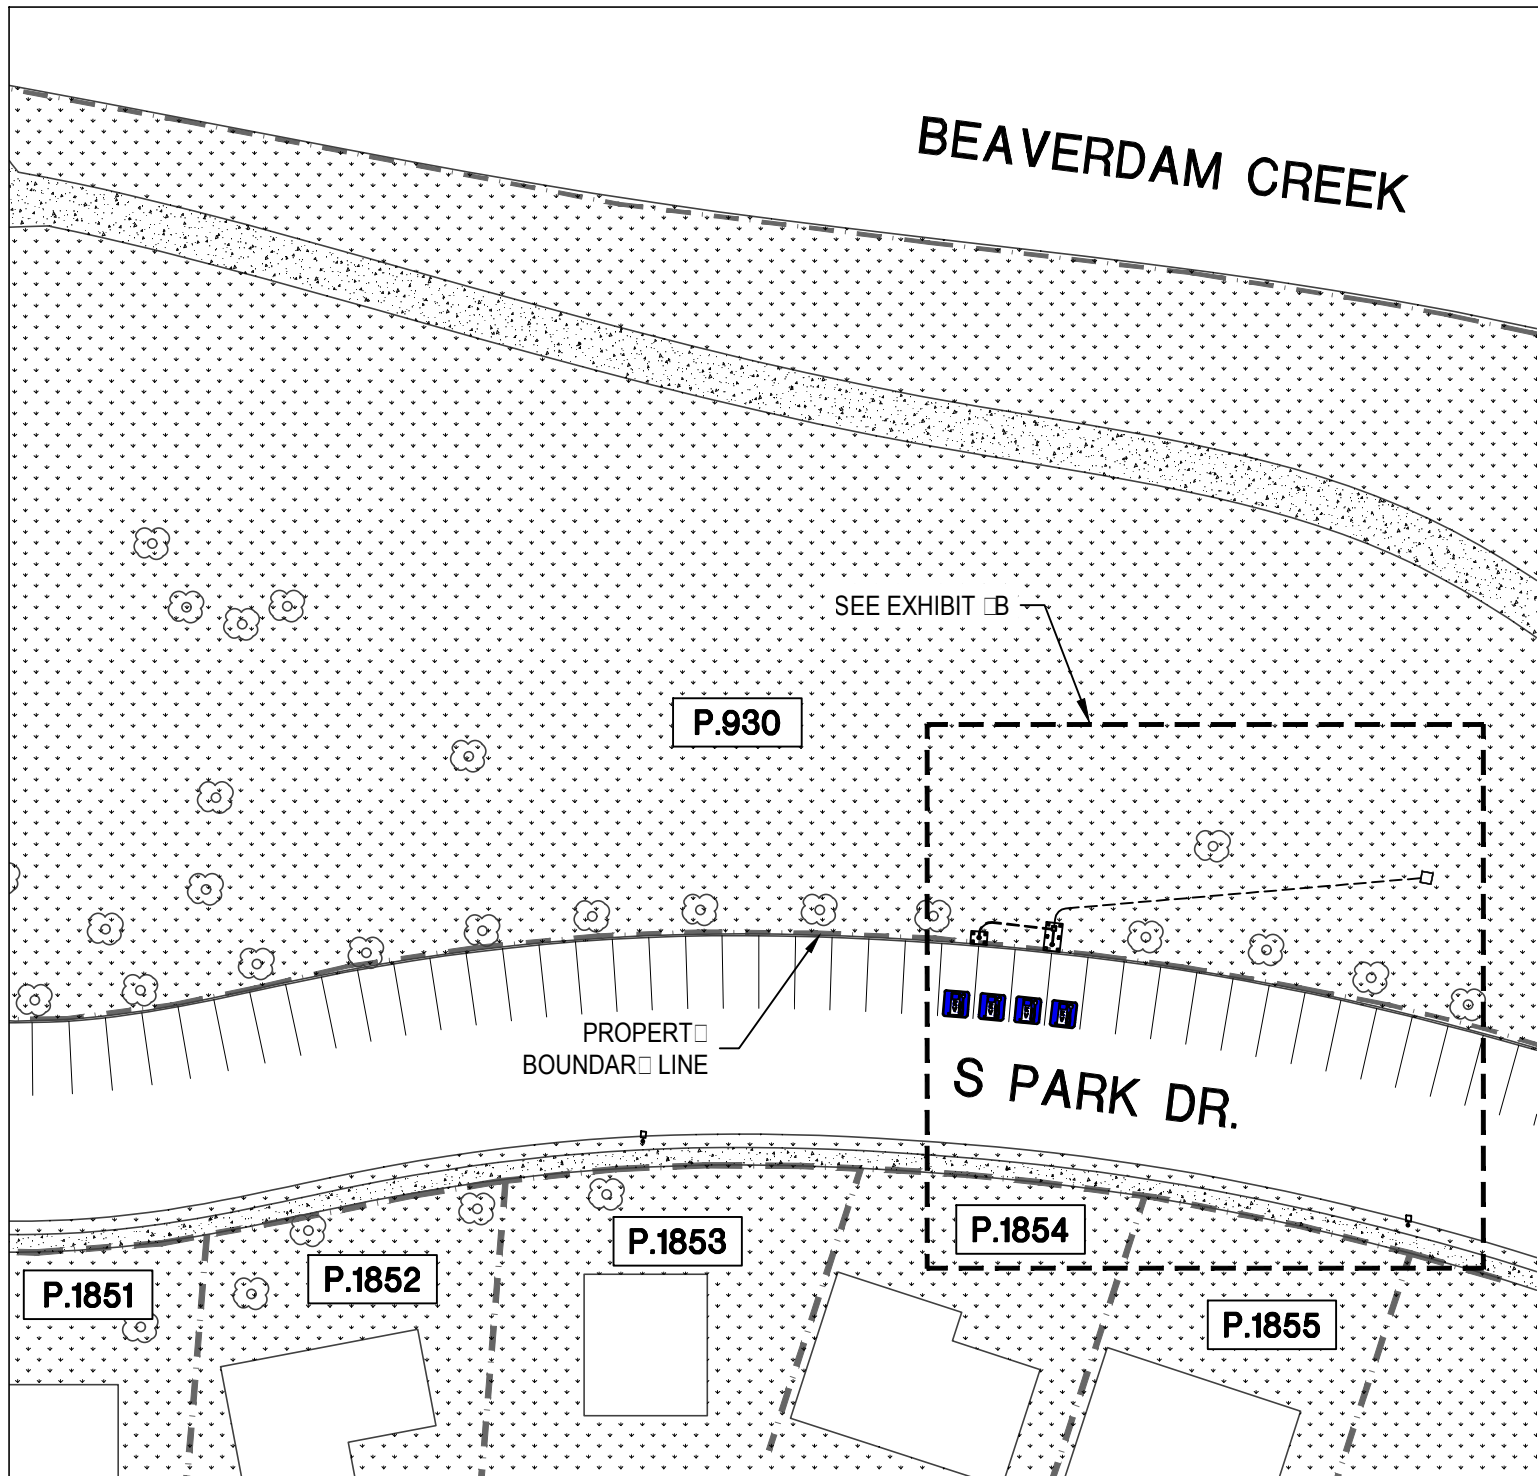 BEAVERDAM CREEK
SEE EXHIBIT □B
P.930
PROPERT□
BOUNDAR□ LINE
S PARK DR.
P.1851
P.1852
P.1853
P.1854
P.1855